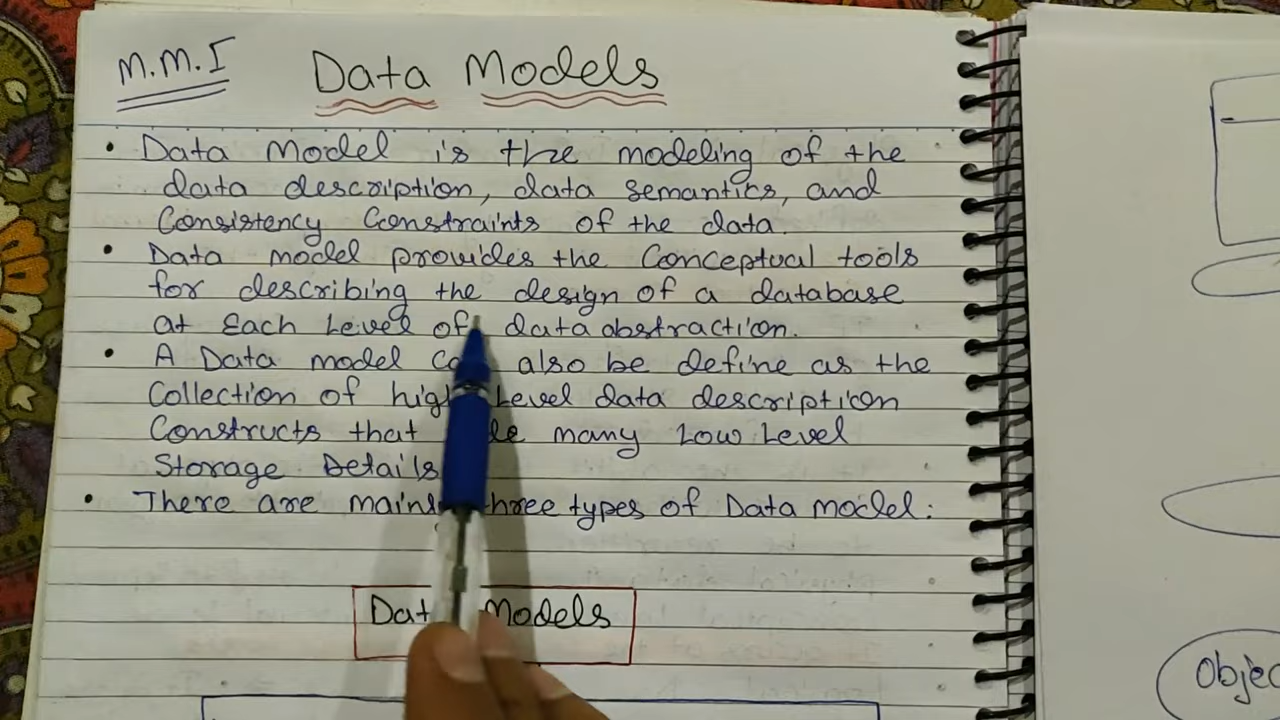 M.M.I Data Models
• Data Model is the modeling of the
data description, data semantics, and
Consistency Constraints of the data.
• Data model provides the Conceptual tools
for describing the design of a database
at Each Level of data abstraction.
• A Data model also be define as the
Collection of Level data description
Constructs that many Low Level
Storage Details
• There are three types of Data model:
Models